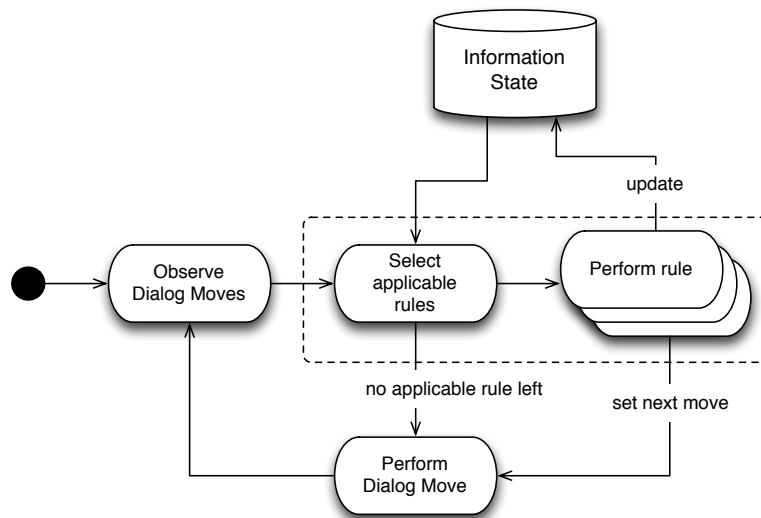 Information
State
update
Observe
Dialog Moves
Select
applicable
rules
Perform rule
no applicable rule left
set next move
Perform
Dialog Move